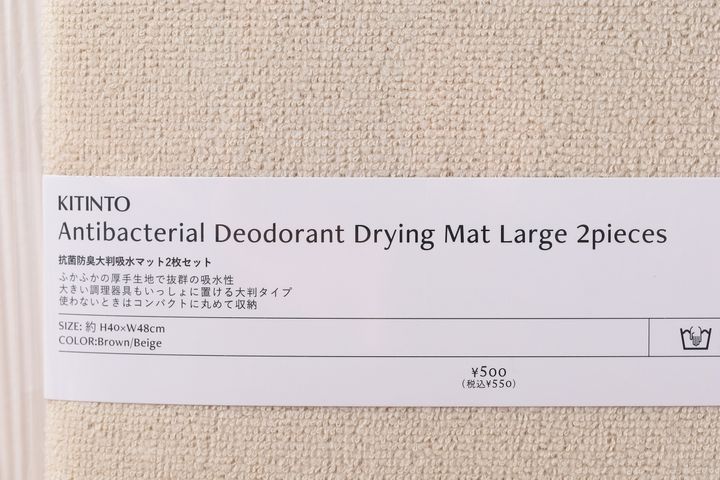 KITINTO
Antibacterial Deodorant Drying Mat Large 2pieces
抗菌防臭大判吸水マット2枚セット
ふかふかの厚手生地で抜群の吸水性
大きい調理器具もいっしょに置ける大判タイプ
使わないときはコンパクトに丸めて収納
SIZE: 約 H40×W48cm
COLOR:Brown/Beige
¥500
(税込¥550)